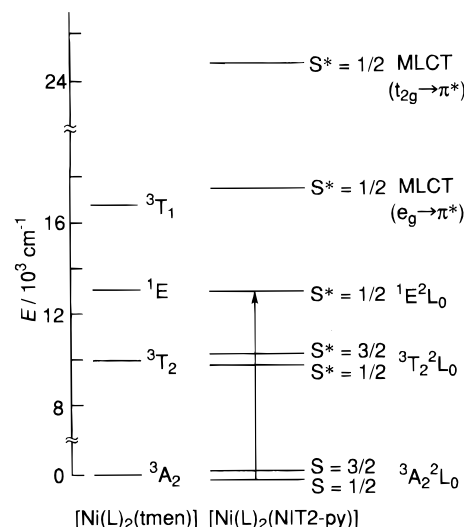 24
S* = 1/2 MLCT
(t₂g→π*)
E / 10³ cm⁻¹
16
³T₁
S* = 1/2 MLCT
(e_g→π*)
12
¹E
S* = 1/2 ¹E²L₀
³T₂
S* = 3/2
S* = 1/2
³T₂²L₀
8
0
³A₂
S = 3/2
S = 1/2
³A₂²L₀
[Ni(L)₂(tmen)] [Ni(L)₂(NIT2-py)]